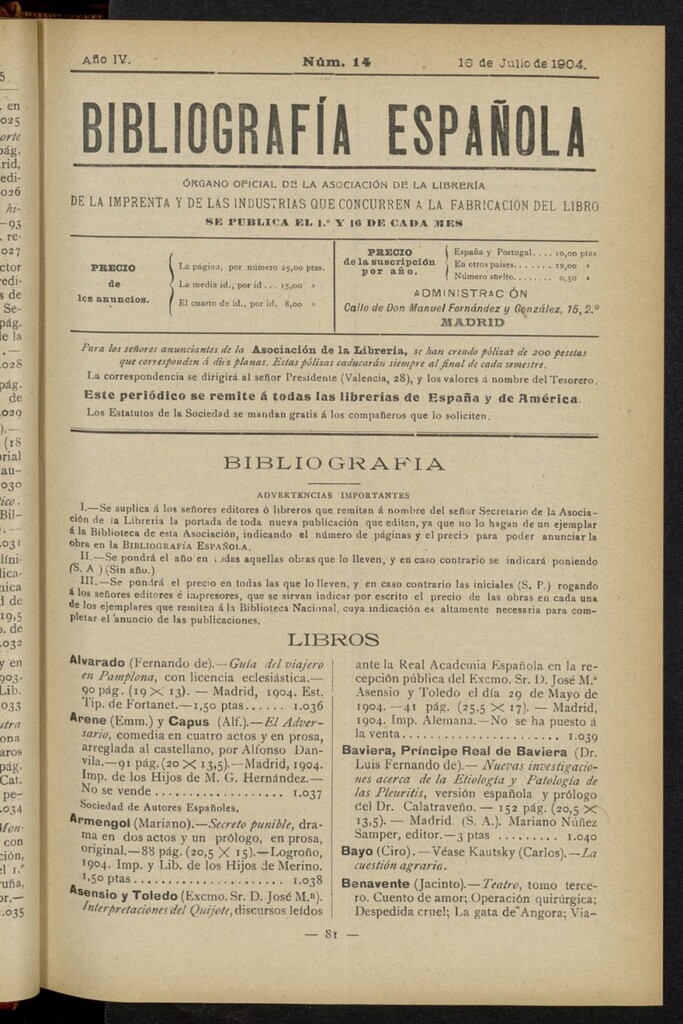 Año IV.
Núm. 14
16 de Julio de 1904.
BIBLIOGRAFÍA ESPAÑOLA
ÓRGANO OFICIAL DE LA ASOCIACIÓN DE LA LIBRERÍA
DE LA IMPRENTA Y DE LAS INDUSTRIAS QUE CONCURREN A LA FABRICACIÓN DEL LIBRO
SE PUBLICA EL 1.º Y 16 DE CADA MES
PRECIO
de
los anuncios.
La página, por número 25,00 ptas.
La media íd., por íd... 15,00 »
El cuarto de íd., por íd. 8,00 »
PRECIO
de la suscripción
por año.
España y Portugal.... 10,00 ptas
En otros países....... 12,00 »
Número suelto........ 0,50 »
ADMINISTRACIÓN
Calle de Don Manuel Fernández y González, 15, 2.º
MADRID
Para los señores anunciantes de la Asociación de la Librería, se han creado pólizas de 200 pesetas
que corresponden á diez planas. Estas pólizas caducarán siempre al final de cada semestre.
La correspondencia se dirigirá al señor Presidente (Valencia, 28), y los valores á nombre del Tesorero.
Este periódico se remite á todas las librerías de España y de América.
Los Estatutos de la Sociedad se mandan gratis á los compañeros que lo soliciten.
BIBLIOGRAFIA
ADVERTENCIAS IMPORTANTES
I.—Se suplica á los señores editores ó libreros que remitan á nombre del señor Secretario de la Asocia-
ción de la Librería la portada de toda nueva publicación que editen, ya que no lo hagan de un ejemplar
á la Biblioteca de esta Asociación, indicando el número de páginas y el precio para poder anunciar la
obra en la BIBLIOGRAFÍA ESPAÑOLA.
II.—Se pondrá el año en todas aquellas obras que lo lleven, y en caso contrario se indicará poniendo
(S. A ) (Sin año.)
III.—Se pondrá el precio en todas las que lo lleven, y en caso contrario las iniciales (S. P.) rogando
á los señores editores é impresores, que se sirvan indicar por escrito el precio de las obras en cada una
de los ejemplares que remiten á la Biblioteca Nacional, cuya indicación es altamente necesaria para com-
pletar el anuncio de las publicaciones.
LIBROS
Alvarado (Fernando de).—Guía del viajero
en Pamplona, con licencia eclesiástica.—
90 pág. (19 × 13). — Madrid, 1904. Est.
Tip. de Fortanet.—1,50 ptas....... 1.036
Arene (Emm.) y Capus (Alf.).—El Adver-
sario, comedia en cuatro actos y en prosa,
arreglada al castellano, por Alfonso Dan-
vila.—91 pág. (20 × 13,5).—Madrid, 1904.
Imp. de los Hijos de M. G. Hernández.—
No se vende .................. 1.037
Sociedad de Autores Españoles.
Armengol (Mariano).—Secreto punible, dra-
ma en dos actos y un prólogo, en prosa,
original.—88 pág. (20,5 × 15).—Logroño,
1904. Imp. y Lib. de los Hijos de Merino.
1,50 ptas..................... 1.038
Asensio y Toledo (Excmo. Sr. D. José M.ª).
Interpretaciones del Quijote, discursos leídos
ante la Real Academia Española en la re-
cepción pública del Excmo. Sr. D. José M.ª
Asensio y Toledo el día 29 de Mayo de
1904. —41 pág. (25,5 × 17). — Madrid,
1904. Imp. Alemana.—No se ha puesto á
la venta...................... 1.039
Baviera, Príncipe Real de Baviera (Dr.
Luis Fernando de).— Nuevas investigacio-
nes acerca de la Etiología y Patología de
las Pleuritis, versión española y prólogo
del Dr. Calatraveño. — 152 pág. (20,5 ×
13,5). — Madrid. (S. A.). Mariano Núñez
Samper, editor.—3 ptas ......... 1.040
Bayo (Ciro). —Véase Kautsky (Carlos).—La
cuestión agraria.
Benavente (Jacinto).—Teatro, tomo terce-
ro. Cuento de amor; Operación quirúrgica;
Despedida cruel; La gata de Angora; Via-
— 81 —